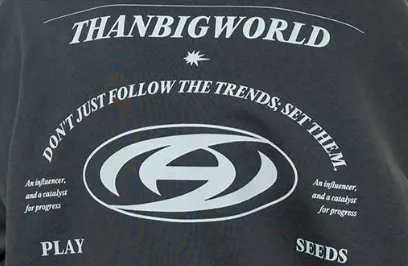 THANBIGWORLD
DON'T JUST FOLLOW THE TRENDS; SET THEM.
An influencer,
and a catalyst
for progress
An influencer,
and a catalyst
for progress
PLAY
SEEDS